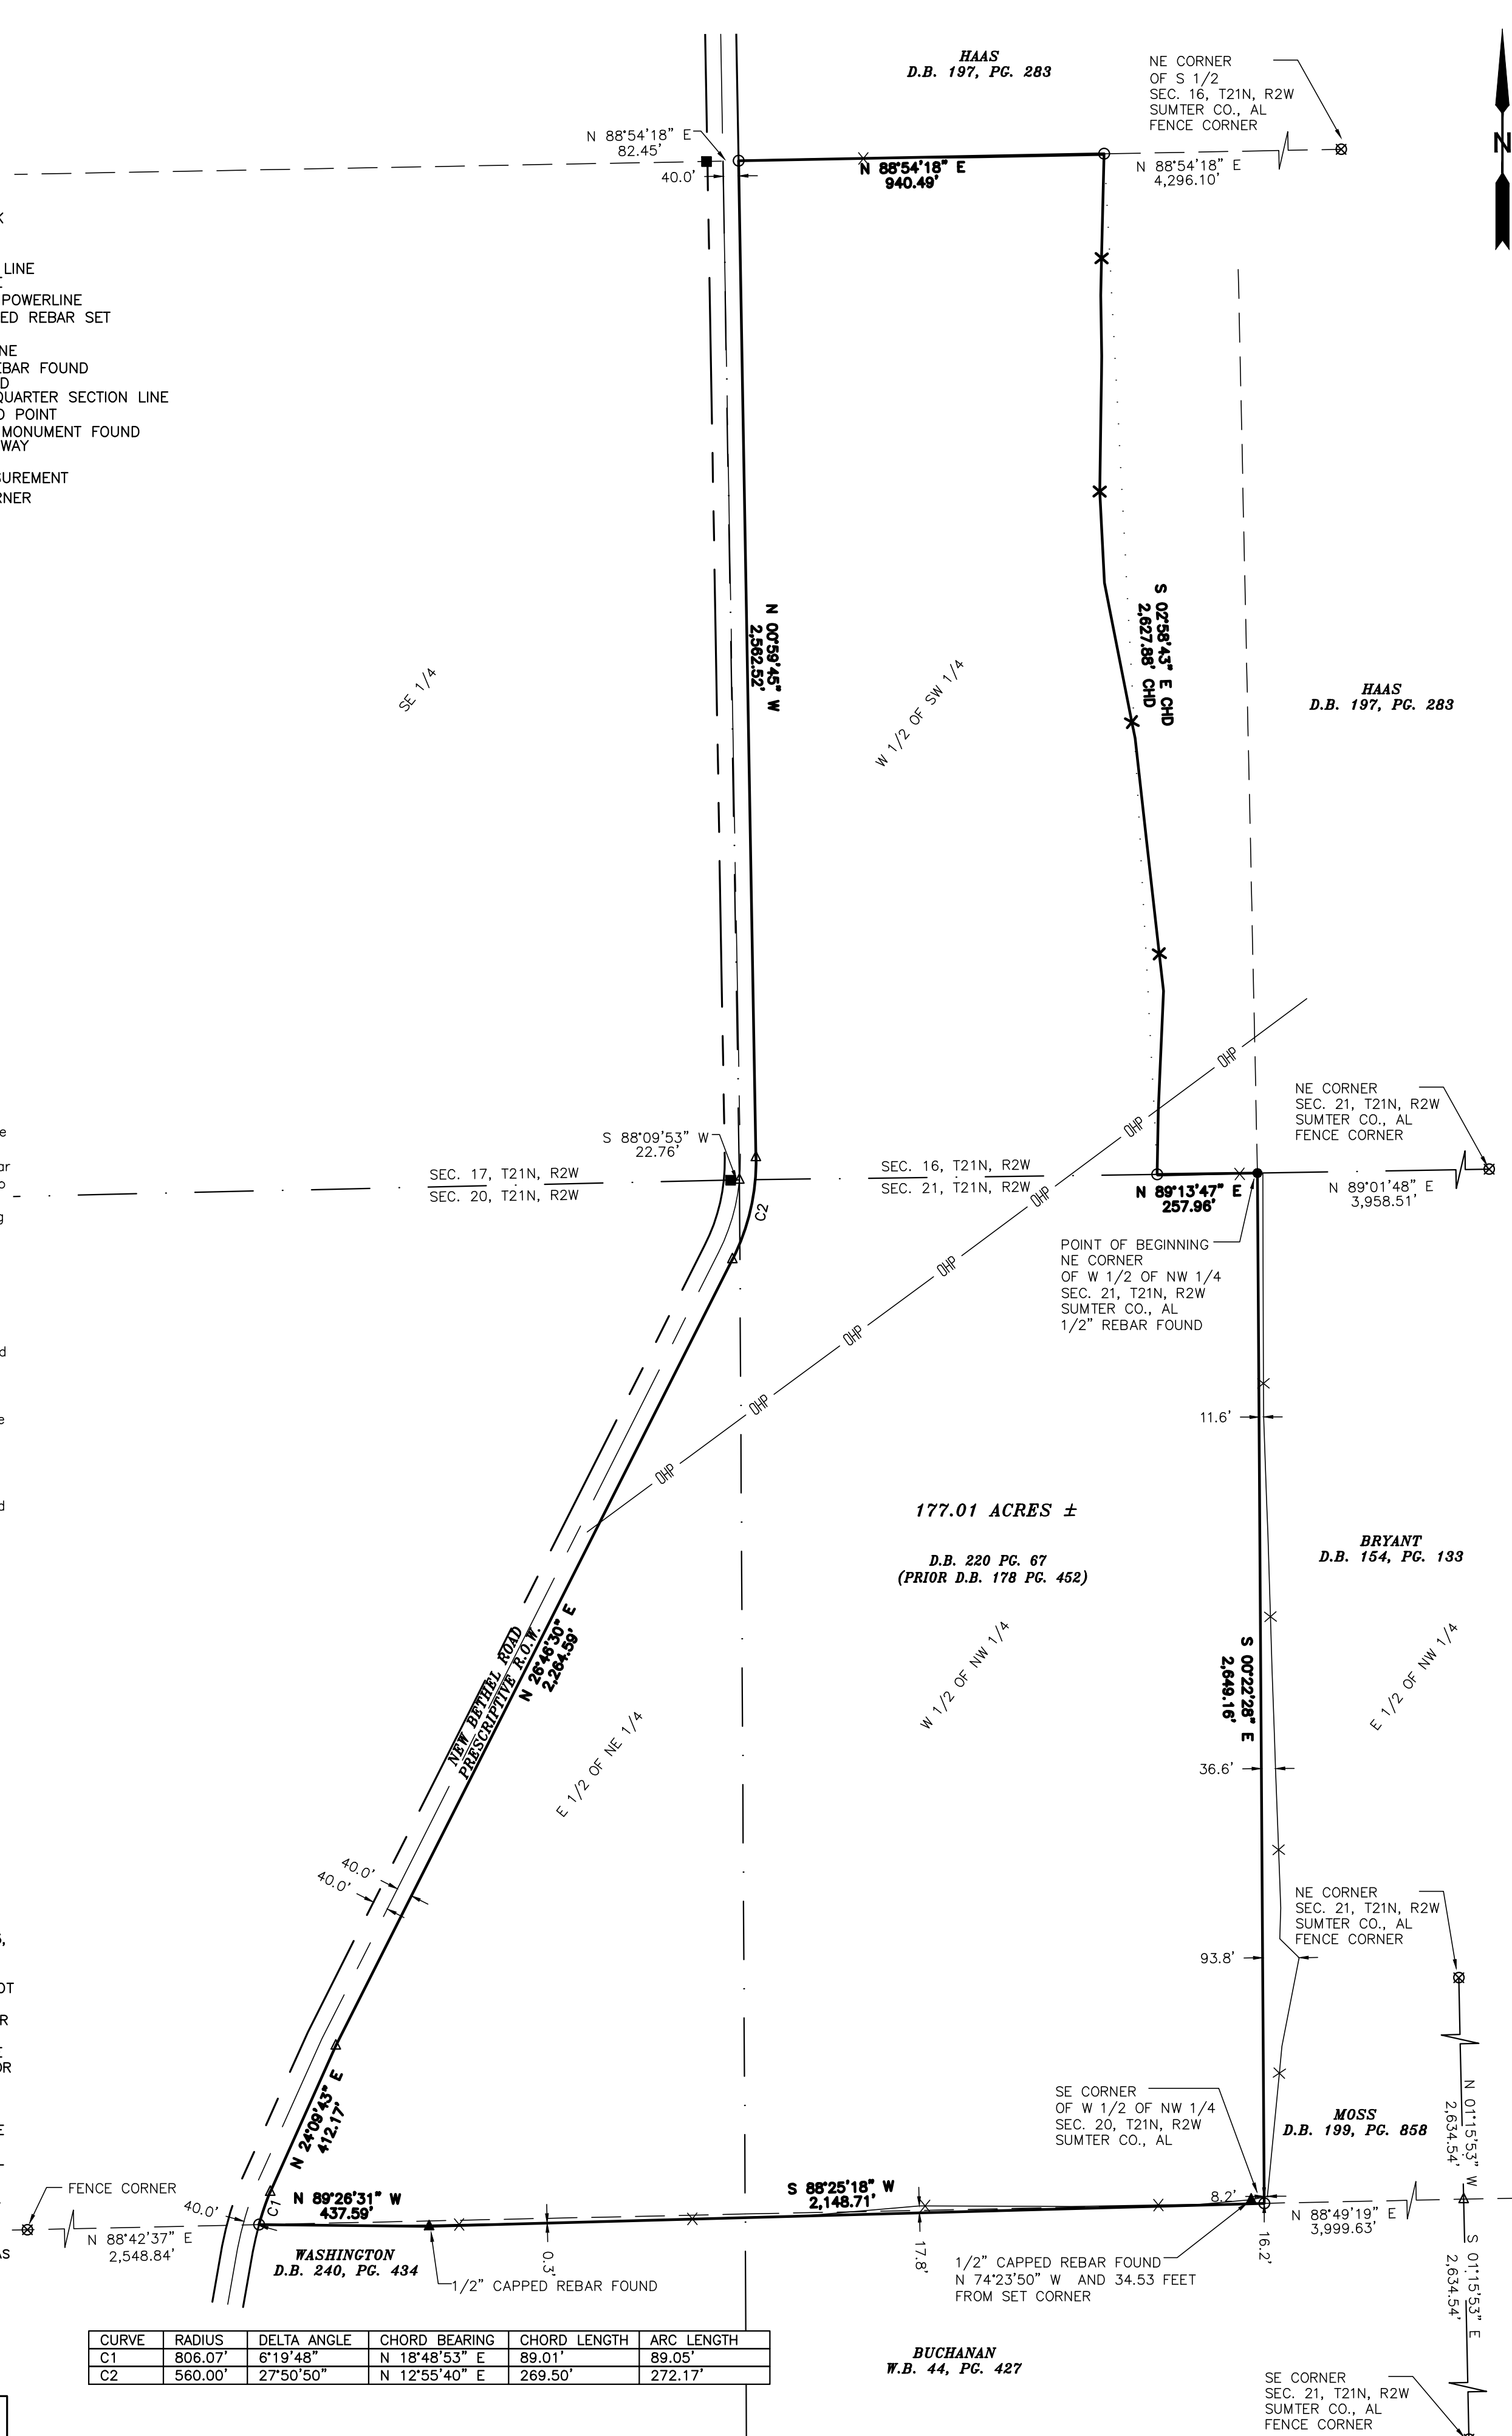 HAAS
D.B. 197, PG. 283
NE CORNER
OF S 1/2
SEC. 16, T21N, R2W
SUMTER CO., AL
FENCE CORNER
N
N 88°54'18" E
82.45'
40.0'
N 88°54'18" E
940.49'
N 88°54'18" E
4,296.10'
K
LINE
E
POWERLINE
ED REBAR SET
NE
EBAR FOUND
D
QUARTER SECTION LINE
D POINT
MONUMENT FOUND
WAY
SUREMENT
RNER
N 00°59'45" W
2,562.52'
S 02°58'43" E CHD
2,627.88' CHD
SE 1/4
W 1/2 OF SW 1/4
HAAS
D.B. 197, PG. 283
OHP
OHP
OHP
OHP
OHP
OHP
OHP
NE CORNER
SEC. 21, T21N, R2W
SUMTER CO., AL
FENCE CORNER
S 88°09'53" W
22.76'
SEC. 17, T21N, R2W
SEC. 20, T21N, R2W
SEC. 16, T21N, R2W
SEC. 21, T21N, R2W
N 89°13'47" E
257.96'
N 89°01'48" E
3,958.51'
C2
e
ar
o
g
d
e
d
POINT OF BEGINNING
NE CORNER
OF W 1/2 OF NW 1/4
SEC. 21, T21N, R2W
SUMTER CO., AL
1/2" REBAR FOUND
11.6'
177.01 ACRES ±
D.B. 220 PG. 67
(PRIOR D.B. 178 PG. 452)
BRYANT
D.B. 154, PG. 133
NEW BETHEL ROAD
PRESCRIPTIVE R.O.W.
N 26°46'30" E
2,264.59'
E 1/2 OF NE 1/4
W 1/2 OF NW 1/4
S 00°22'28" E
2,649.16'
E 1/2 OF NW 1/4
36.6'
40.0'
40.0'
NE CORNER
SEC. 21, T21N, R2W
SUMTER CO., AL
FENCE CORNER
93.8'
OT
R
E
OR
E
N 24°09'43" E
412.17'
SE CORNER
OF W 1/2 OF NW 1/4
SEC. 20, T21N, R2W
SUMTER CO., AL
MOSS
D.B. 199, PG. 858
N 01°15'53" W
2,634.54'
FENCE CORNER
40.0'
C1
N 89°26'31" W
437.59'
S 88°25'18" W
2,148.71'
8.2'
N 88°49'19" E
3,999.63'
N 88°42'37" E
2,548.84'
AS
WASHINGTON
D.B. 240, PG. 434
1/2" CAPPED REBAR FOUND
0.3'
17.8'
1/2" CAPPED REBAR FOUND
N 74°23'50" W AND 34.53 FEET
FROM SET CORNER
16.2'
S 01°15'53" E
2,634.54'
CURVE RADIUS DELTA ANGLE CHORD BEARING CHORD LENGTH ARC LENGTH
C1 806.07' 6°19'48" N 18°48'53" E 89.01' 89.05'
C2 560.00' 27°50'50" N 12°55'40" E 269.50' 272.17'
BUCHANAN
W.B. 44, PG. 427
SE CORNER
SEC. 21, T21N, R2W
SUMTER CO., AL
FENCE CORNER